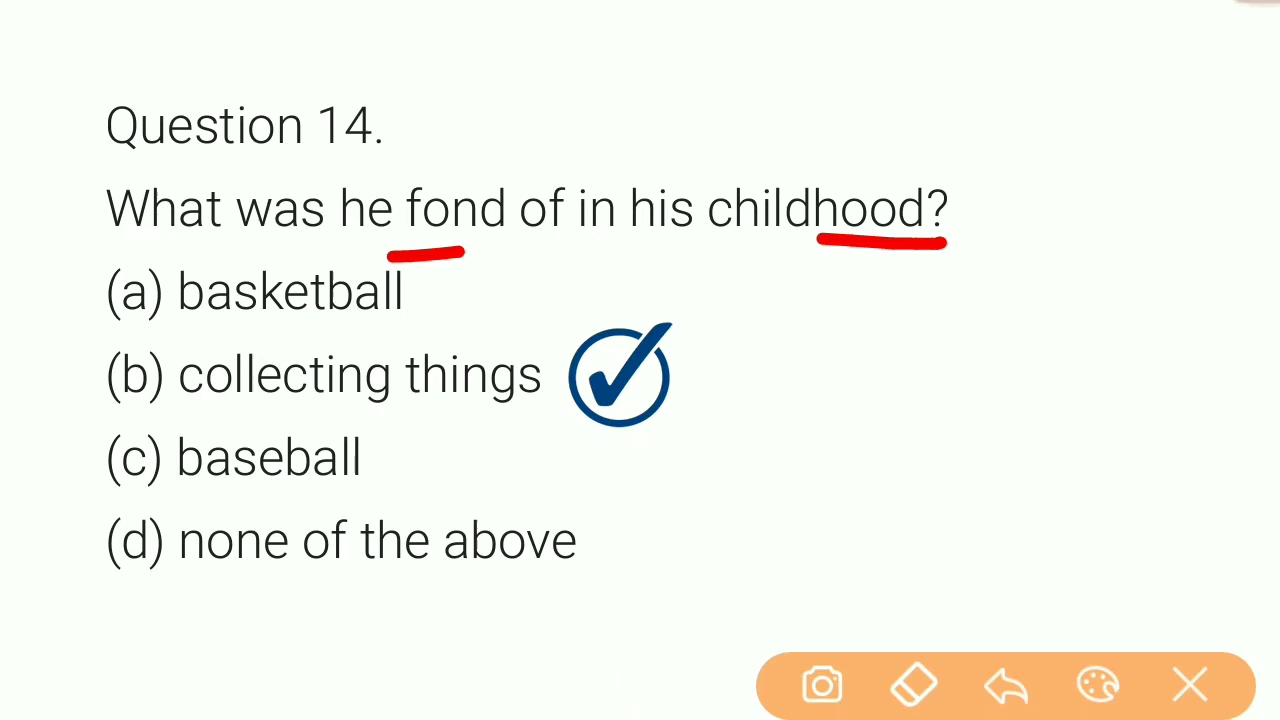 Question 14.
What was he fond of in his childhood?
(a) basketball
(b) collecting things
(c) baseball
(d) none of the above